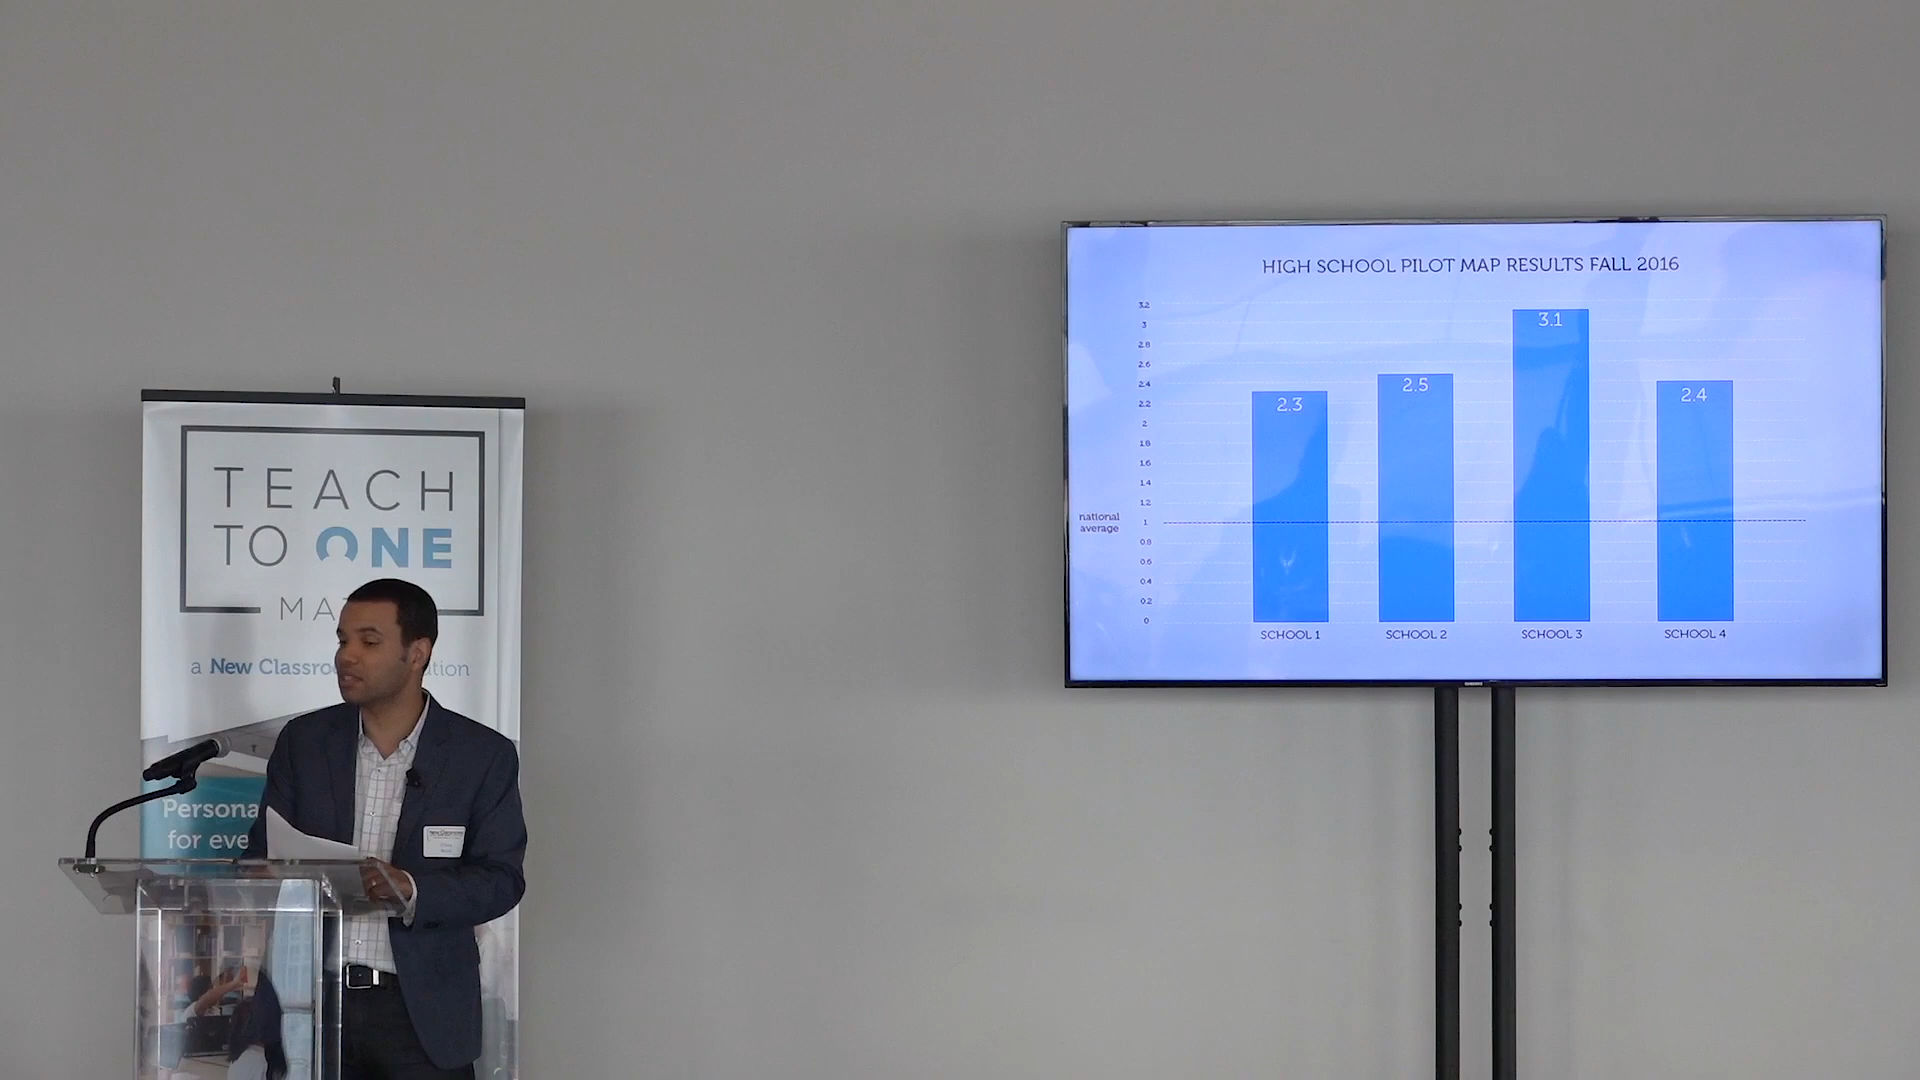 TEACH
TO ONE
MA
a New Classro
ation
Persona
for eve
HIGH SCHOOL PILOT MAP RESULTS FALL 2016
3.2
3
2.8
2.6
2.4
2.2
2
1.8
1.6
1.4
1.2
national
average
1
0.8
0.6
0.4
0.2
0
2.3
2.5
3.1
2.4
SCHOOL 1
SCHOOL 2
SCHOOL 3
SCHOOL 4